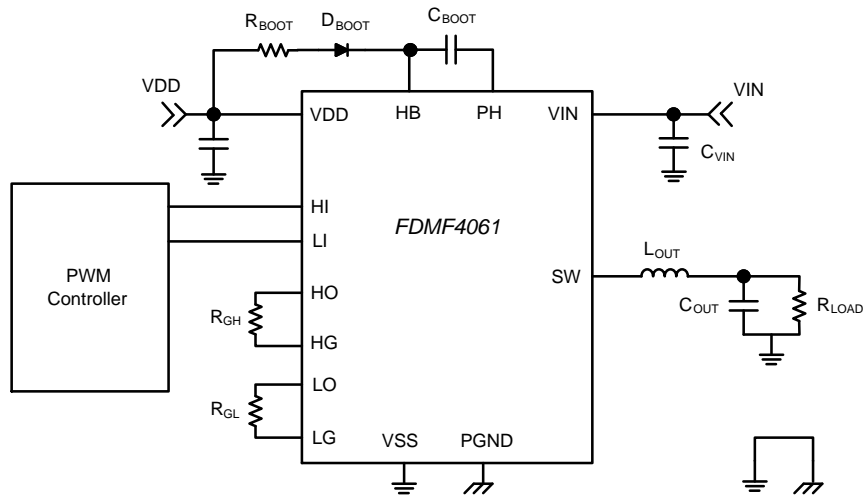 R_BOOT D_BOOT C_BOOT
VDD
VIN
VDD HB PH VIN
C_VIN
HI
LI
FDMF4061
PWM
Controller
SW
L_OUT
C_OUT
R_LOAD
HO
R_GH
HG
LO
R_GL
LG
VSS PGND